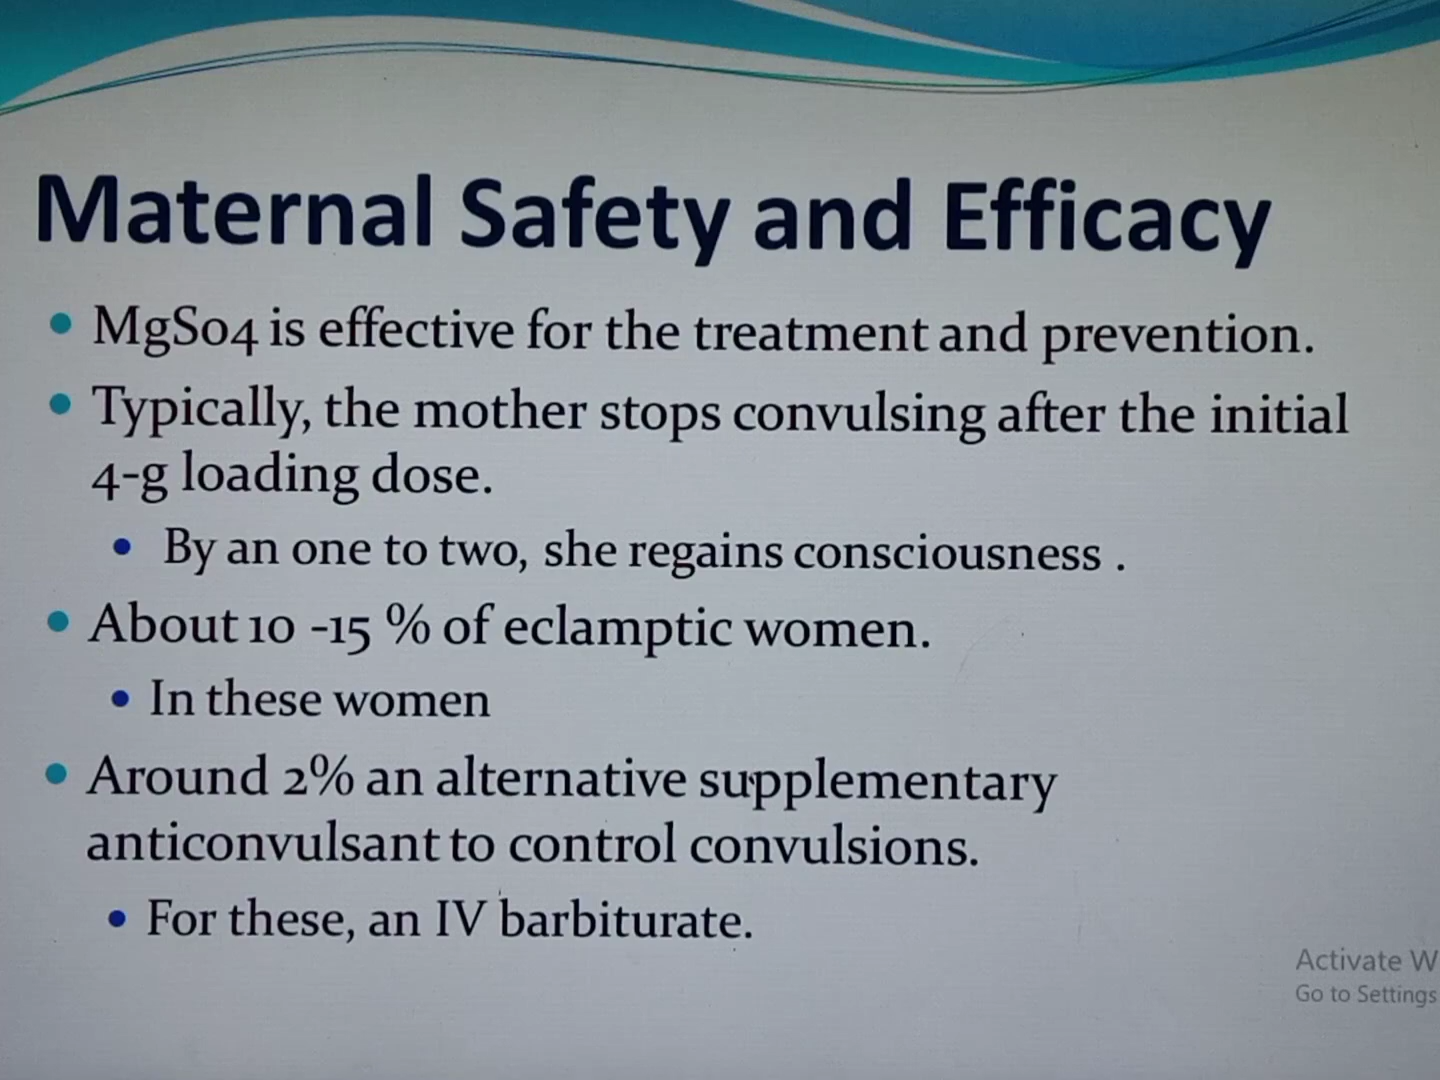 Maternal Safety and Efficacy
• MgSo4 is effective for the treatment and prevention.
• Typically, the mother stops convulsing after the initial
4-g loading dose.
• By an one to two, she regains consciousness .
• About 10 -15 % of eclamptic women.
• In these women
• Around 2% an alternative supplementary
anticonvulsant to control convulsions.
• For these, an IV barbiturate.
Activate W
Go to Settings